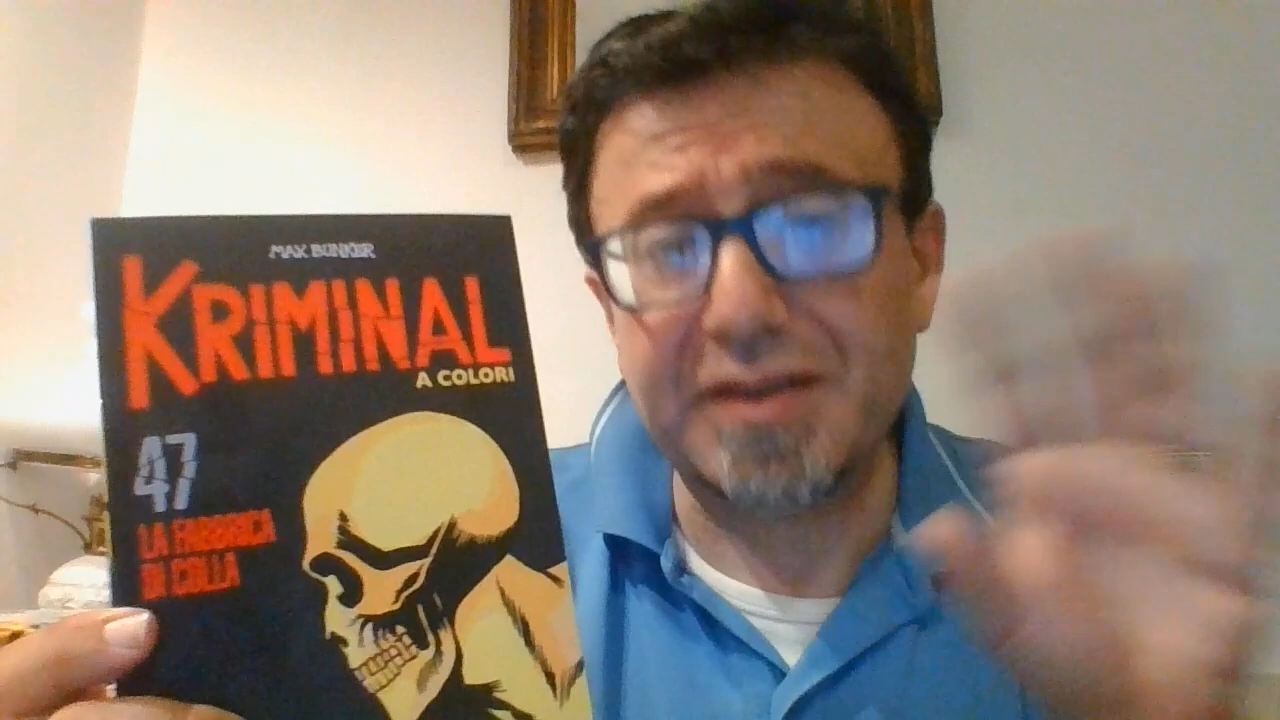 MAX BUNKER
KRIMINAL
A COLORI
47
LA FABBRICA
DI COLLA